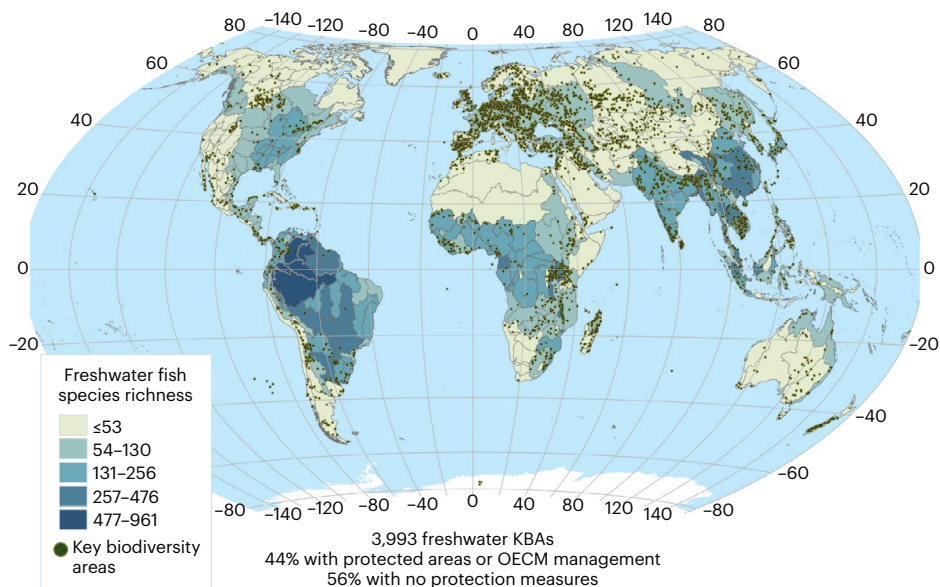 80 −140 −120 −80 −40 0 40 80 120 140 80
60 60
40 40
20 20
0 0
−20 −20
−40
−60
−80 −140 −120 −80 −40 0 40 80 120 140 −80
Freshwater fish
species richness
≤53
54–130
131–256
257–476
477–961
Key biodiversity
areas
3,993 freshwater KBAs
44% with protected areas or OECM management
56% with no protection measures